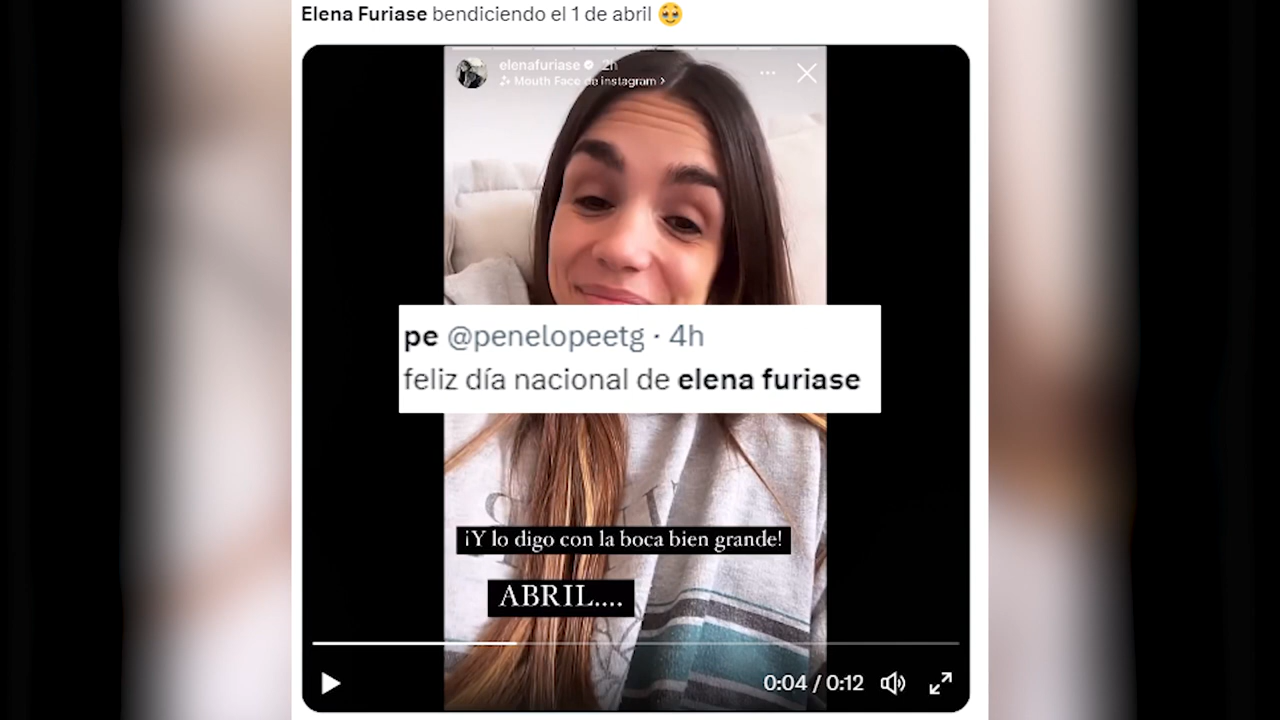 Elena Furiase bendiciendo el 1 de abril 🥹
elenafuriase 2h
Mouth Face de instagram >
pe @penelopeetg · 4h
feliz día nacional de elena furiase
¡Y lo digo con la boca bien grande!
ABRIL....
0:04 / 0:12